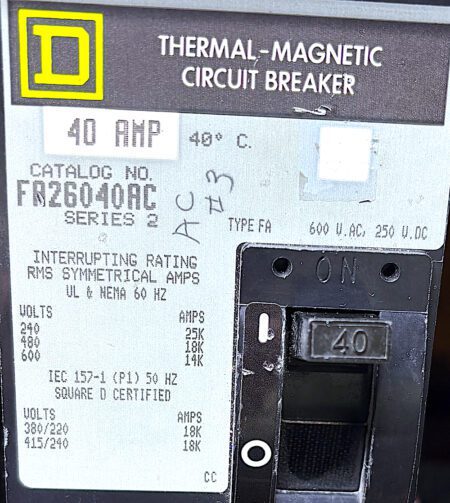 D
THERMAL-MAGNETIC
CIRCUIT BREAKER
40 AMP 40° C.
CATALOG NO.
FA26040AC
SERIES 2
AC
#3
TYPE FA 600 V.AC, 250 V.DC
INTERRUPTING RATING
RMS SYMMETRICAL AMPS
UL & NEMA 60 HZ
VOLTS AMPS
240 25K
480 18K
600 14K
IEC 157-1 (P1) 50 HZ
SQUARE D CERTIFIED
VOLTS AMPS
380/220 18K
415/240 18K
CC
ON
I
40
O